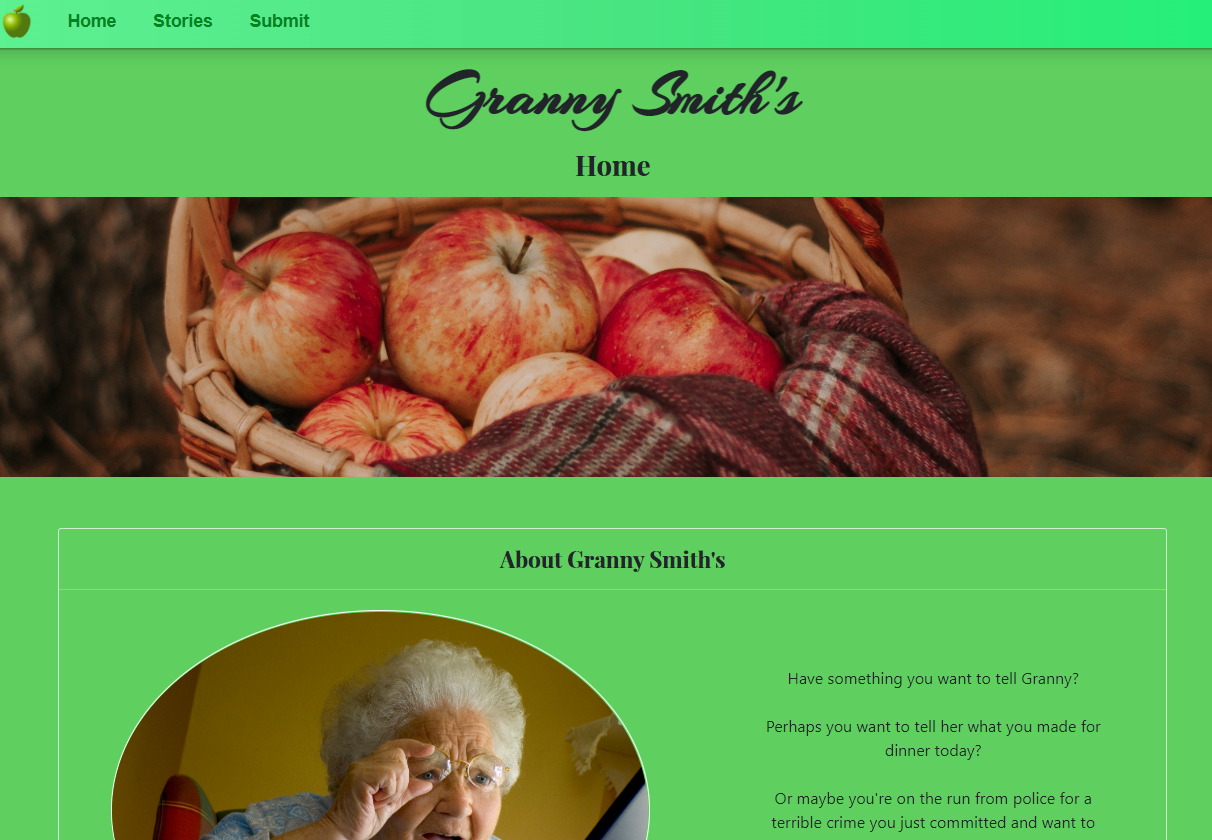 Home Stories Submit
Granny Smith's
Home
About Granny Smith's
Have something you want to tell Granny?
Perhaps you want to tell her what you made for
dinner today?
Or maybe you're on the run from police for a
terrible crime you just committed and want to